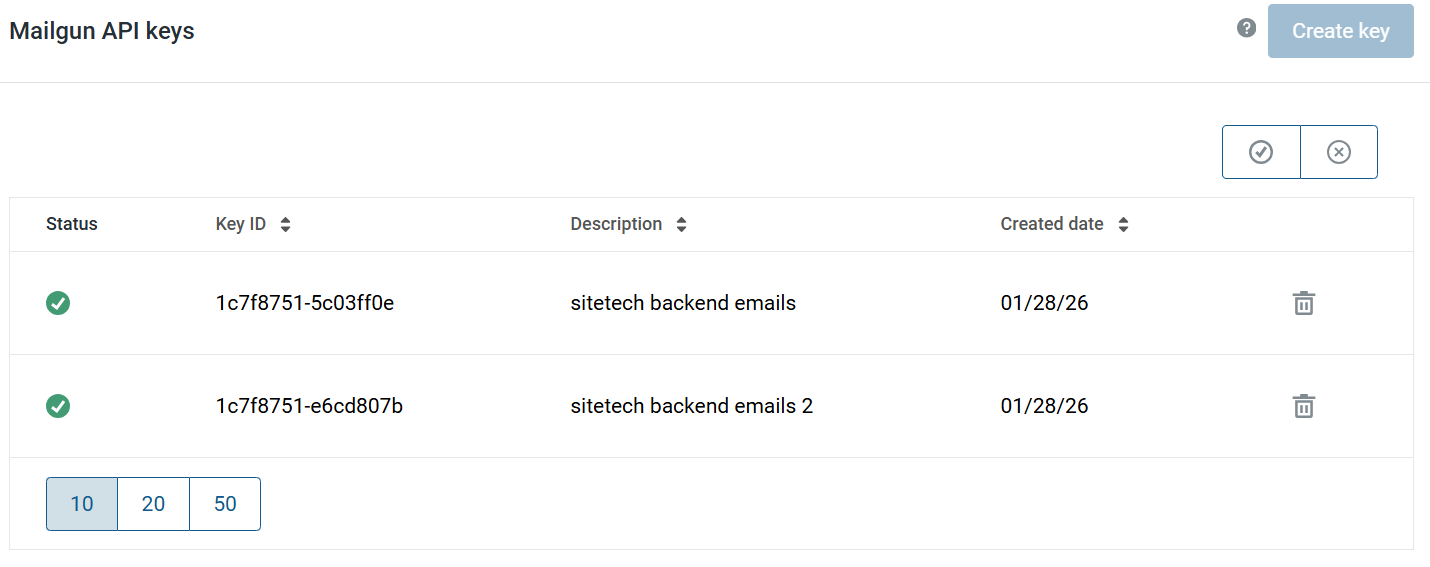 Mailgun API keys
? Create key
Status Key ID Description Created date
1c7f8751-5c03ff0e sitetech backend emails 01/28/26
1c7f8751-e6cd807b sitetech backend emails 2 01/28/26
10 20 50